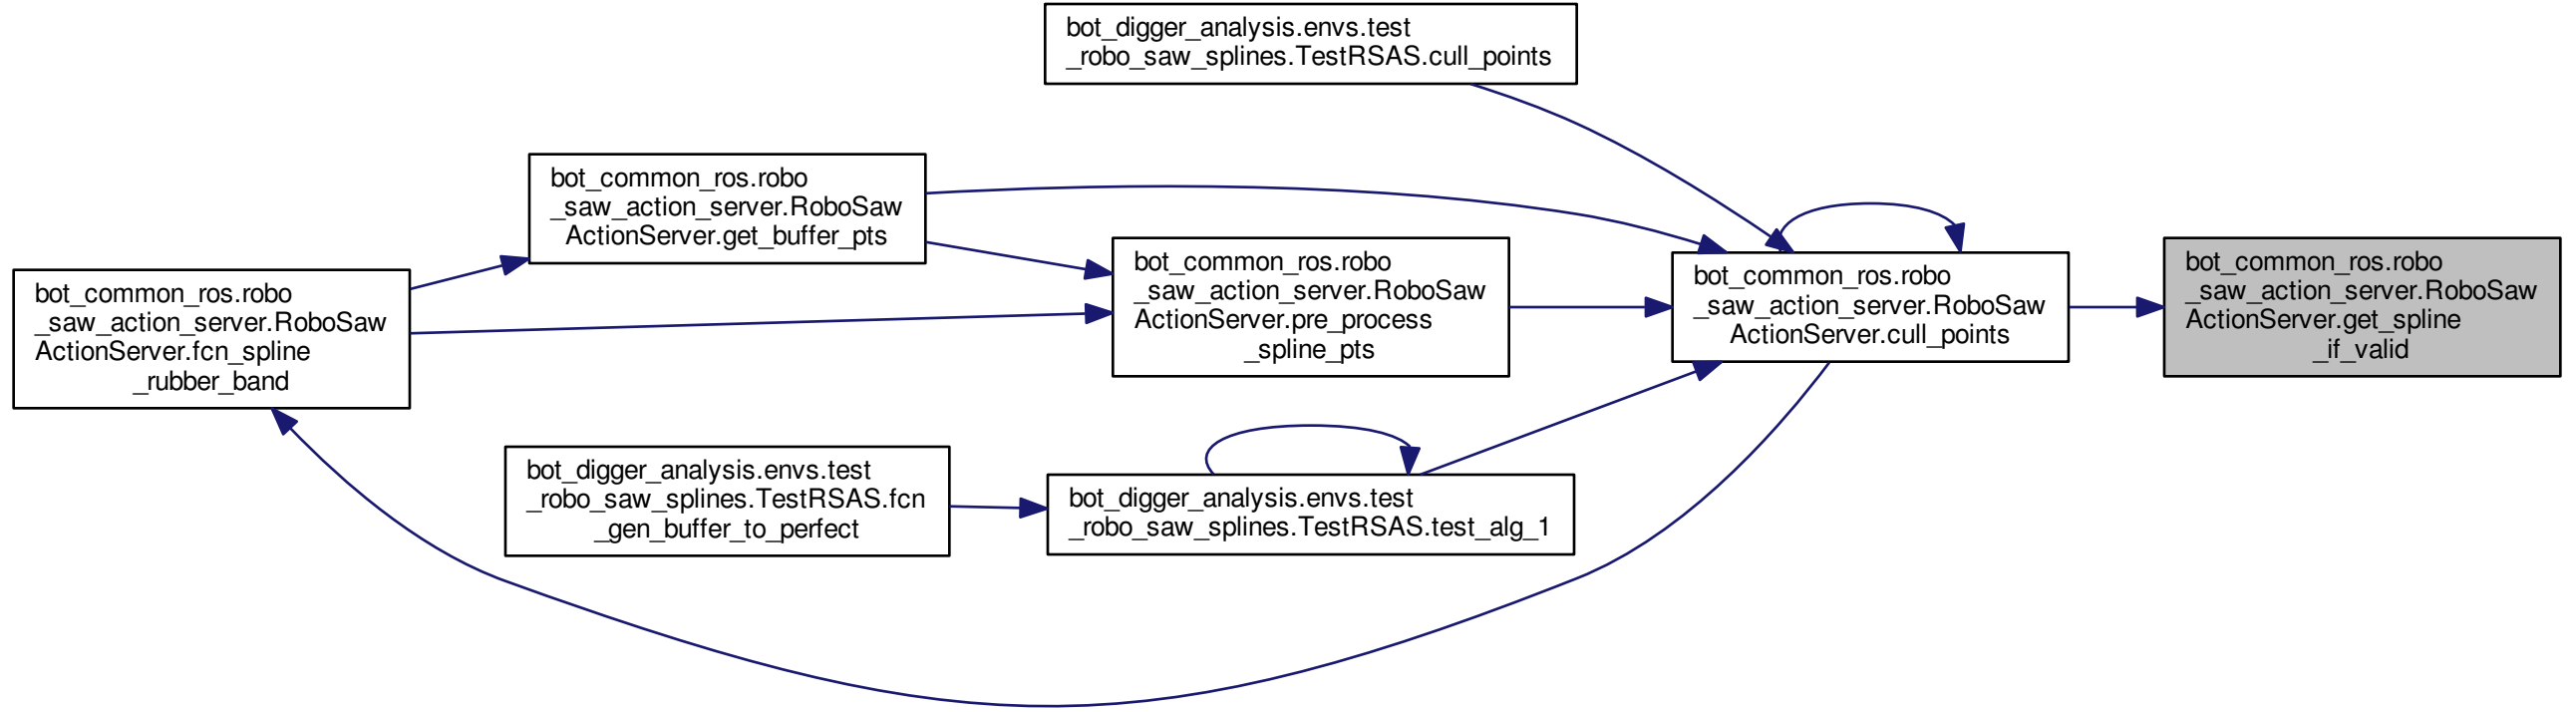 bot_digger_analysis.envs.test
_robo_saw_splines.TestRSAS.cull_points
bot_common_ros.robo
_saw_action_server.RoboSaw
ActionServer.get_buffer_pts
bot_common_ros.robo
_saw_action_server.RoboSaw
ActionServer.fcn_spline
_rubber_band
bot_common_ros.robo
_saw_action_server.RoboSaw
ActionServer.pre_process
_spline_pts
bot_common_ros.robo
_saw_action_server.RoboSaw
ActionServer.cull_points
bot_common_ros.robo
_saw_action_server.RoboSaw
ActionServer.get_spline
_if_valid
bot_digger_analysis.envs.test
_robo_saw_splines.TestRSAS.fcn
_gen_buffer_to_perfect
bot_digger_analysis.envs.test
_robo_saw_splines.TestRSAS.test_alg_1